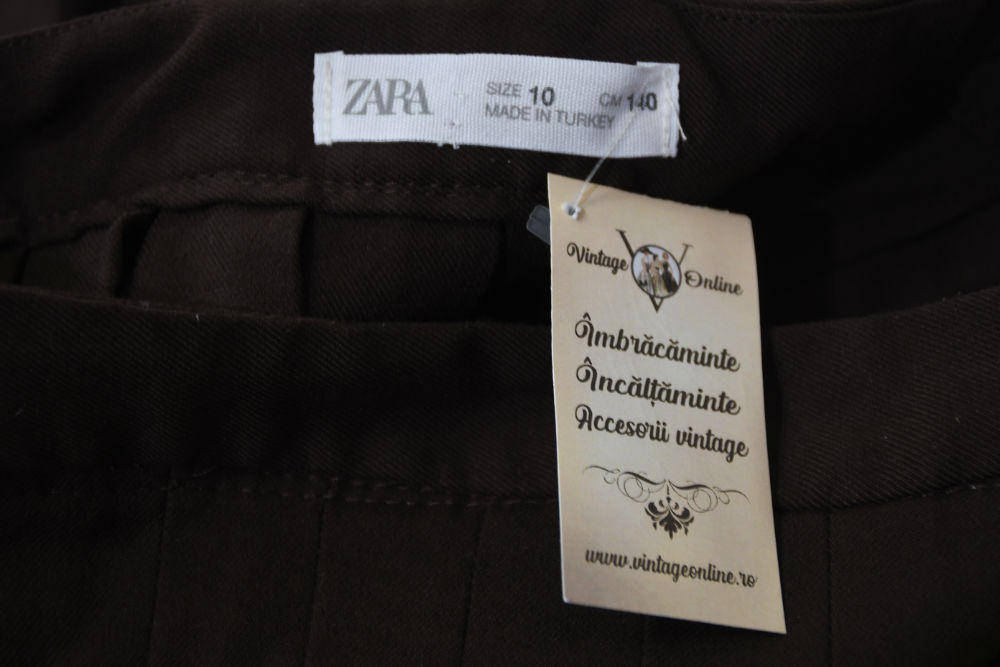 ZARA
SIZE 10 CM 140
MADE IN TURKEY
Vintage Online
Îmbrăcăminte
Încălțăminte
Accesorii vintage
www.vintageonline.ro